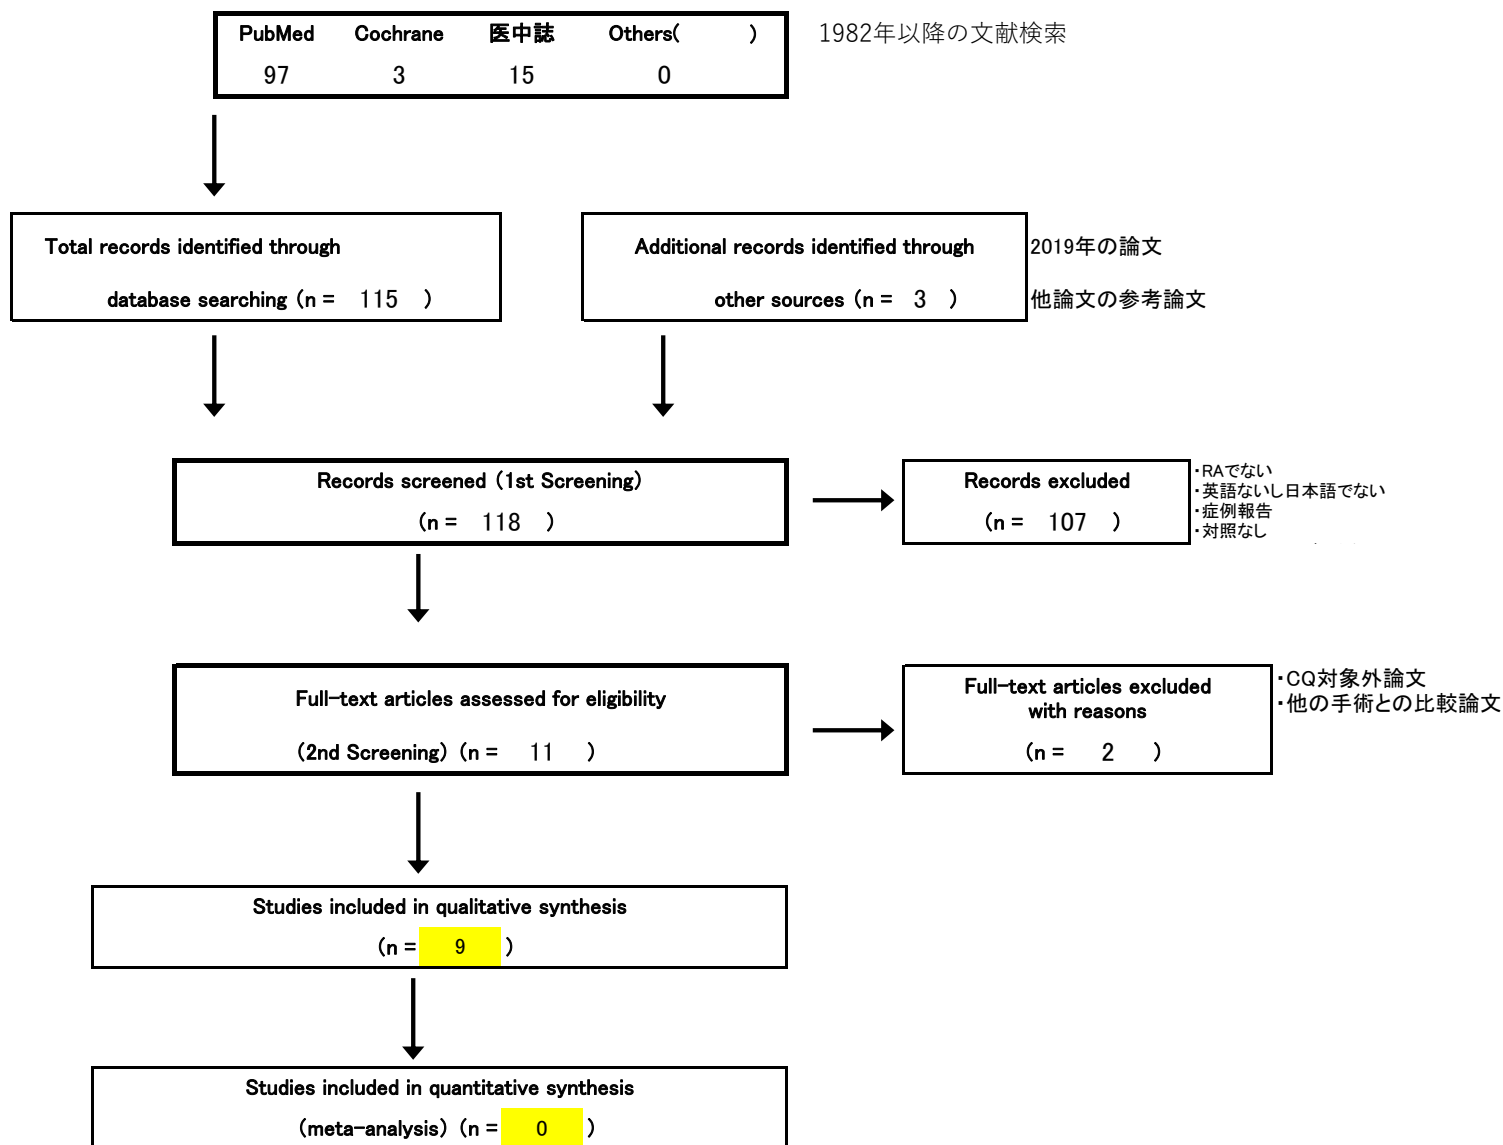 PubMed Cochrane 医中誌 Others( )
97 3 15 0
1982年以降の文献検索
Total records identified through
database searching (n = 115 )
Additional records identified through
other sources (n = 3 )
2019年の論文
他論文の参考論文
Records screened (1st Screening)
(n = 118 )
Records excluded
(n = 107 )
・RAでない
・英語ないし日本語でない
・症例報告
・対照なし
Full-text articles assessed for eligibility
(2nd Screening) (n = 11 )
Full-text articles excluded
with reasons
(n = 2 )
・CQ対象外論文
・他の手術との比較論文
Studies included in qualitative synthesis
(n = 9 )
Studies included in quantitative synthesis
(meta-analysis) (n = 0 )